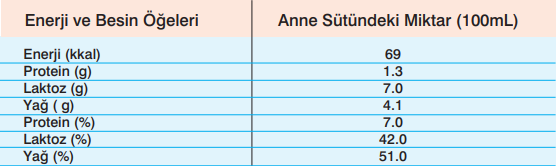 Enerji ve Besin Öğeleri Anne Sütündeki Miktar (100mL)
Enerji (kkal) 69
Protein (g) 1.3
Laktoz (g) 7.0
Yağ ( g) 4.1
Protein (%) 7.0
Laktoz (%) 42.0
Yağ (%) 51.0